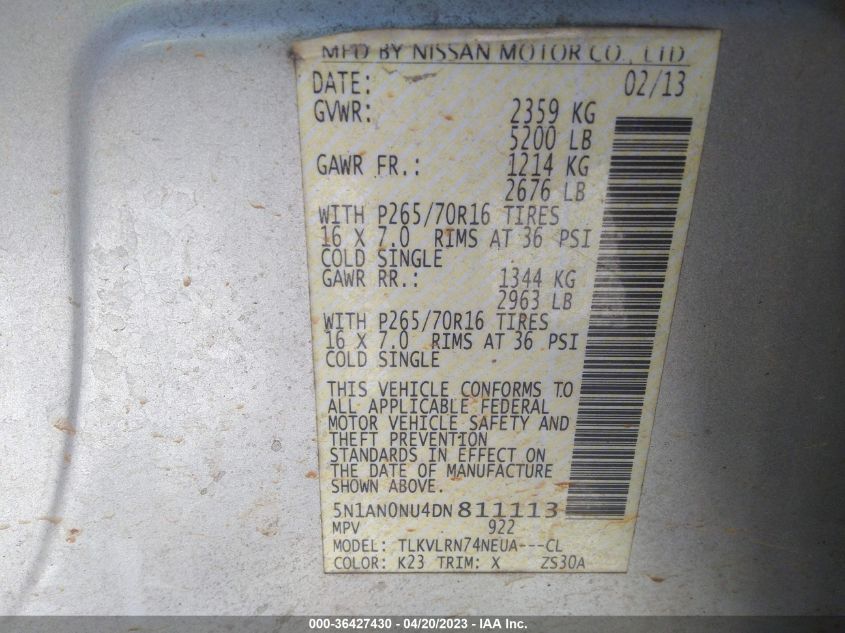 MFD BY NISSAN MOTOR CO., LTD
DATE: 02/13
GVWR: 2359 KG
5200 LB
GAWR FR.: 1214 KG
2676 LB
WITH P265/70R16 TIRES
16 X 7.0 RIMS AT 36 PSI
COLD SINGLE
GAWR RR.: 1344 KG
2963 LB
WITH P265/70R16 TIRES
16 X 7.0 RIMS AT 36 PSI
COLD SINGLE
THIS VEHICLE CONFORMS TO
ALL APPLICABLE FEDERAL
MOTOR VEHICLE SAFETY AND
THEFT PREVENTION
STANDARDS IN EFFECT ON
THE DATE OF MANUFACTURE
SHOWN ABOVE.
5N1AN0NU4DN811113
MPV 922
MODEL: TLKVLRN74NEUA---CL
COLOR: K23 TRIM: X ZS30A
000-36427430 - 04/20/2023 - IAA Inc.